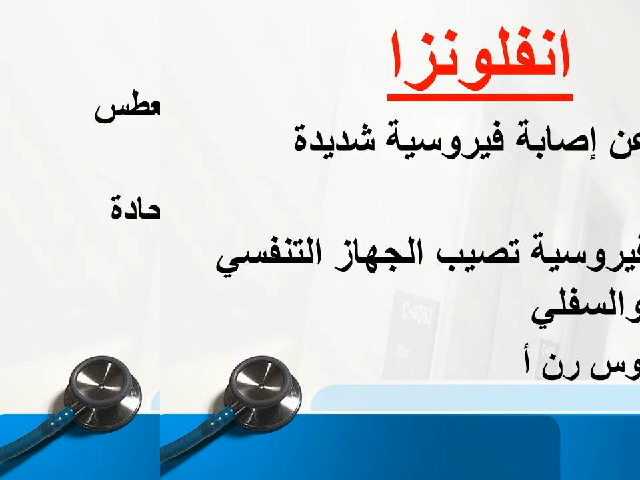 انفلونزا
عن إصابة فيروسية شديدة
فيروسية تصيب الجهاز التنفسي
والسفلي
وس رن أ
عطس
حادة